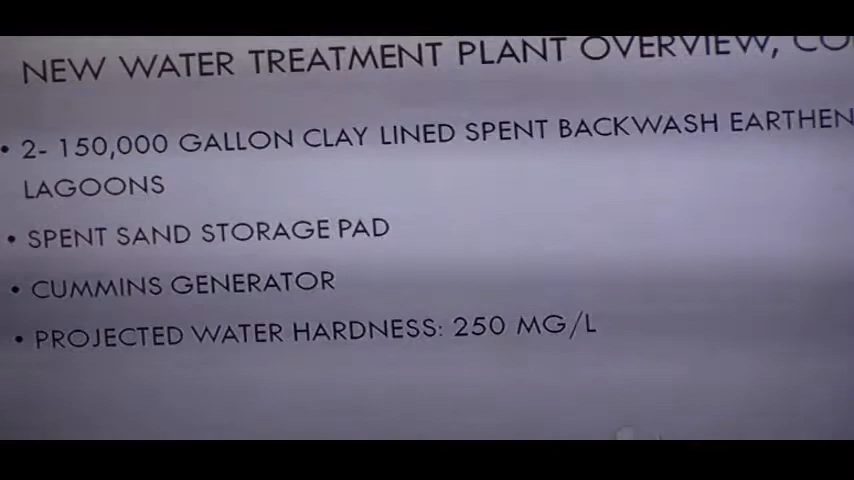 NEW WATER TREATMENT PLANT OVERVIEW,
• 2- 150,000 GALLON CLAY LINED SPENT BACKWASH EARTHEN
LAGOONS
• SPENT SAND STORAGE PAD
• CUMMINS GENERATOR
• PROJECTED WATER HARDNESS: 250 MG/L